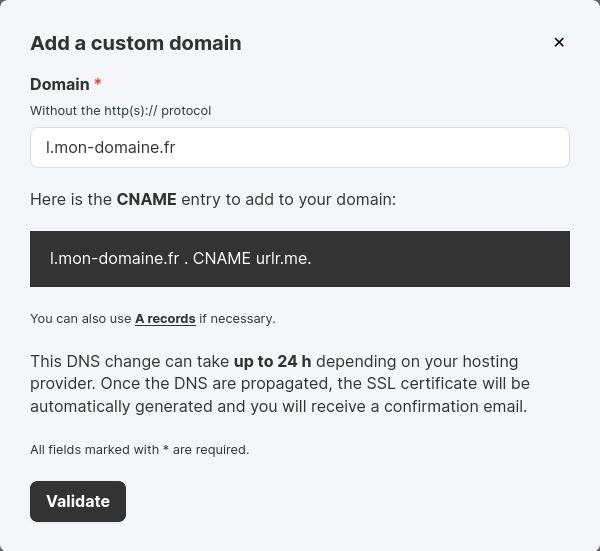 Add a custom domain ✕
Domain *
Without the http(s):// protocol
l.mon-domaine.fr
Here is the CNAME entry to add to your domain:
l.mon-domaine.fr . CNAME urlr.me.
You can also use A records if necessary.
This DNS change can take up to 24 h depending on your hosting
provider. Once the DNS are propagated, the SSL certificate will be
automatically generated and you will receive a confirmation email.
All fields marked with * are required.
Validate